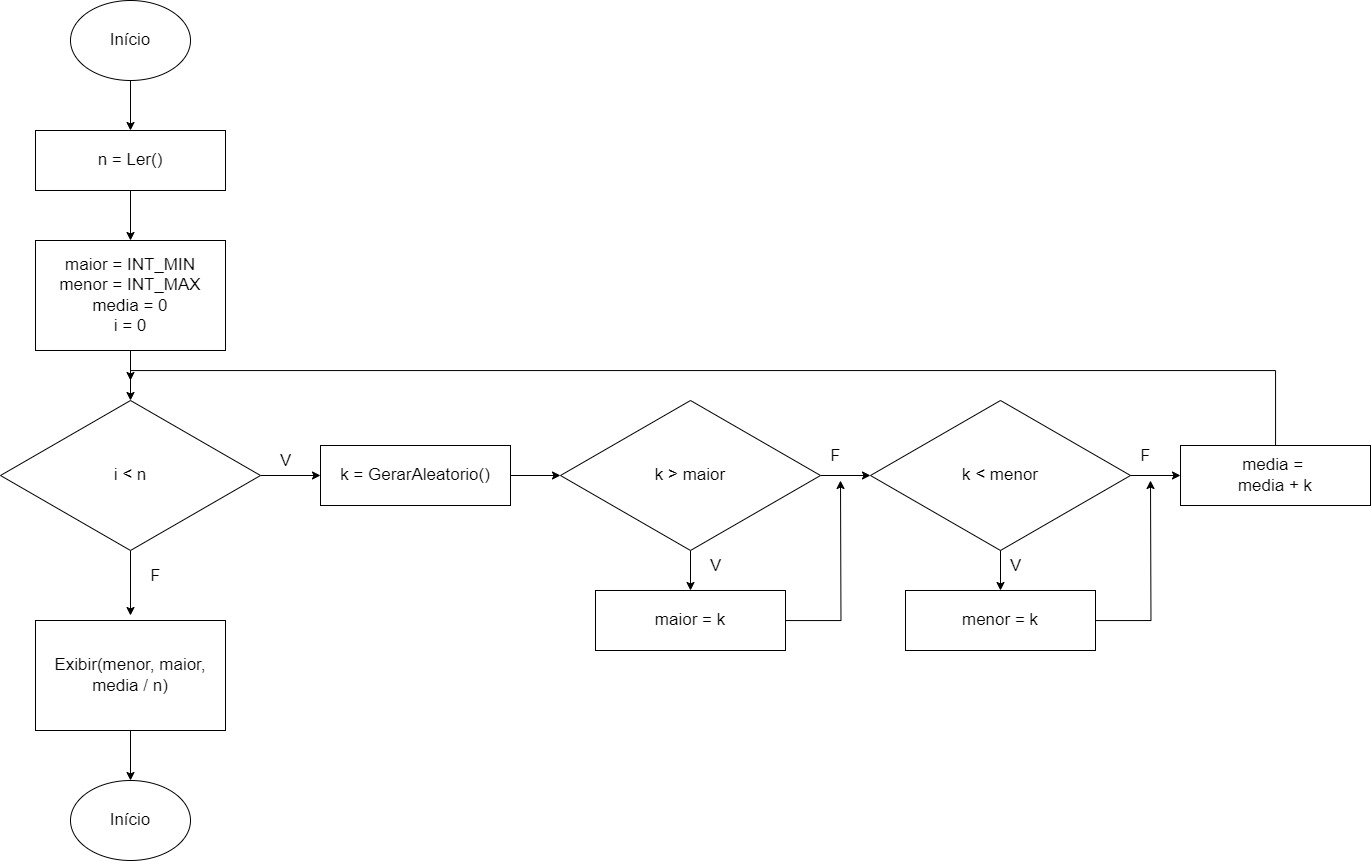 Início
n = Ler()
maior = INT_MIN
menor = INT_MAX
media = 0
i = 0
i < n
V
k = GerarAleatorio()
k > maior
F
k < menor
F
media =
media + k
F
V
V
maior = k
menor = k
Exibir(menor, maior,
media / n)
Início